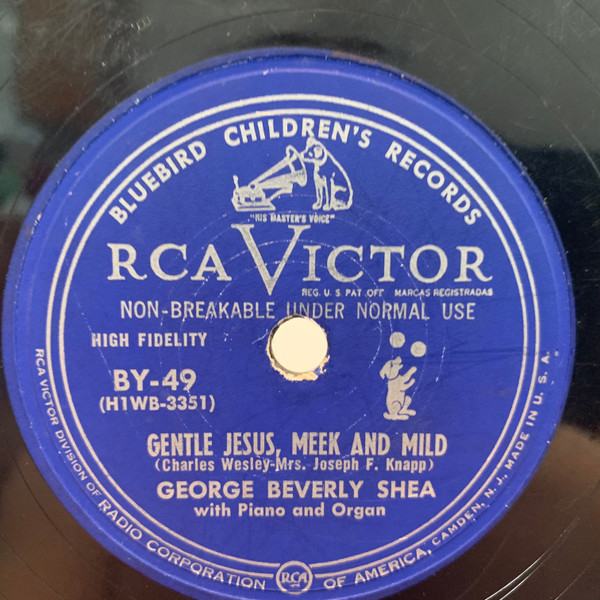 BLUEBIRD CHILDREN'S RECORDS
"HIS MASTER'S VOICE"
RCA VICTOR
REG. U. S. PAT. OFF. MARCAS REGISTRADAS
NON-BREAKABLE UNDER NORMAL USE
HIGH FIDELITY
BY-49
(H1WB-3351)
GENTLE JESUS, MEEK AND MILD
(Charles Wesley-Mrs. Joseph F. Knapp)
GEORGE BEVERLY SHEA
with Piano and Organ
RCA VICTOR DIVISION OF RADIO CORPORATION OF AMERICA, CAMDEN, N. J. MADE IN U. S. A.
RCA